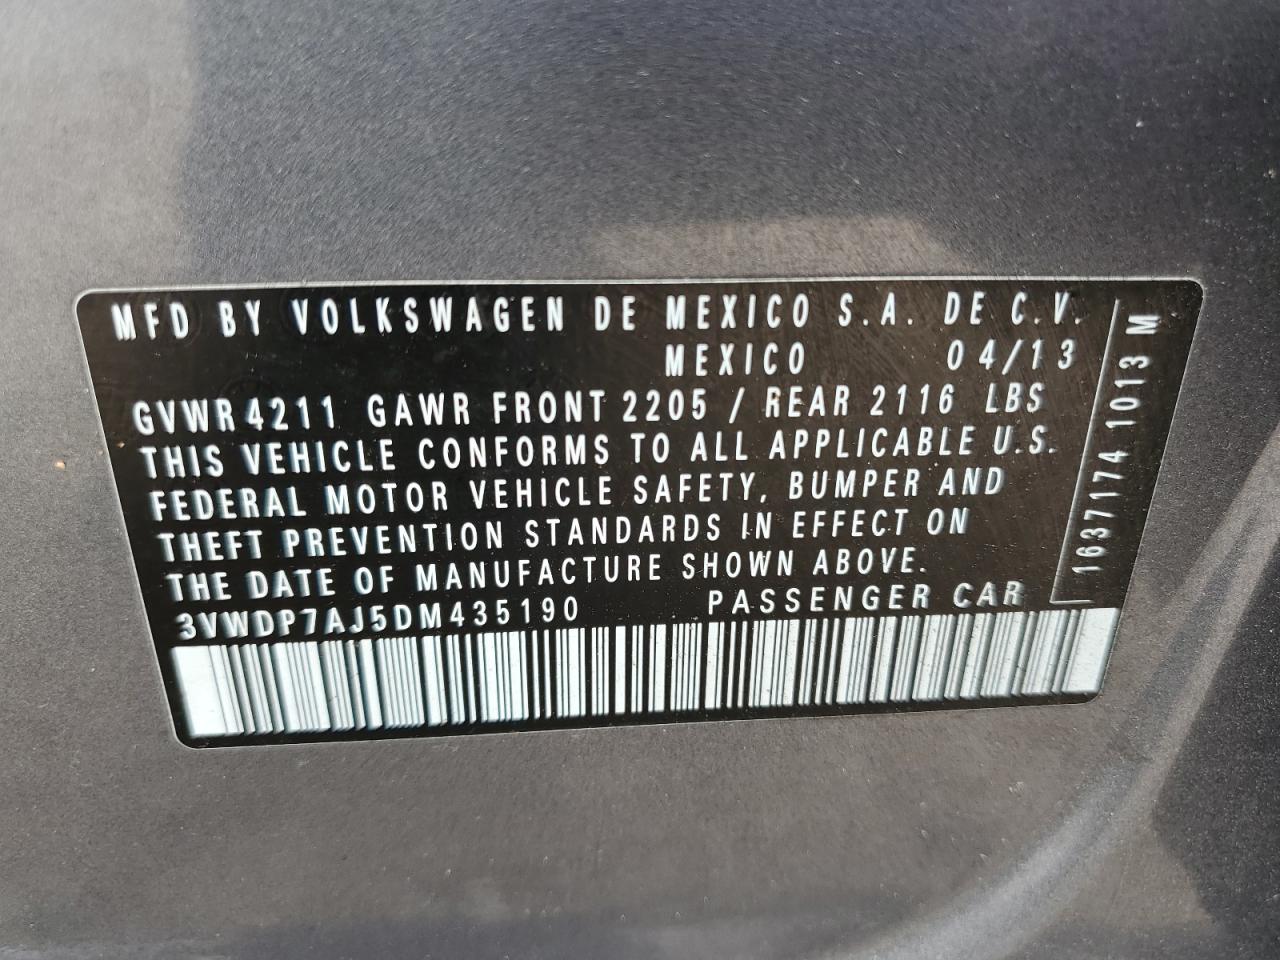 MFD BY VOLKSWAGEN DE MEXICO S.A. DE C.V.
MEXICO 04/13
GVWR 4211 GAWR FRONT 2205 / REAR 2116 LBS
THIS VEHICLE CONFORMS TO ALL APPLICABLE U.S.
FEDERAL MOTOR VEHICLE SAFETY, BUMPER AND
THEFT PREVENTION STANDARDS IN EFFECT ON
THE DATE OF MANUFACTURE SHOWN ABOVE.
3VWDP7AJ5DM435190 PASSENGER CAR
1637174 1013 M